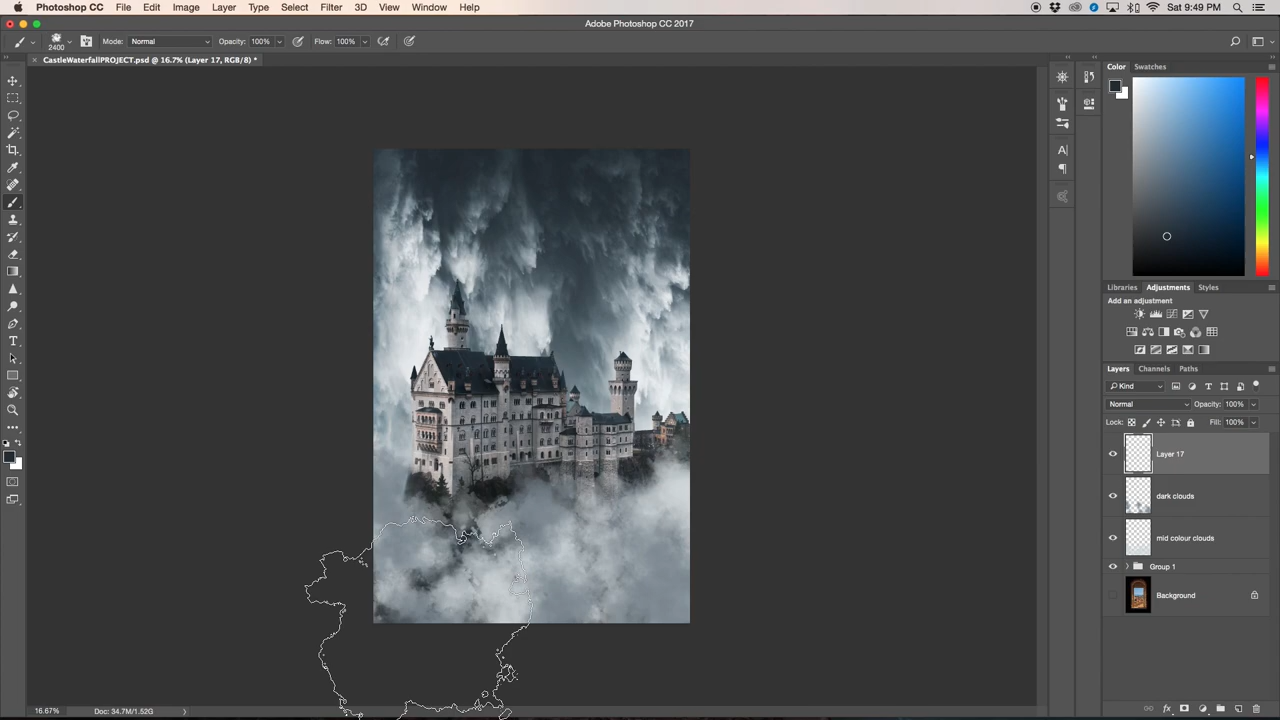 Photoshop CC File Edit Image Layer Type Select Filter 3D View Window Help Sat 9:49 PM
Adobe Photoshop CC 2017
2400 Mode: Normal Opacity: 100% Flow: 100%
CastleWaterfallPROJECT.psd @ 16.7% (Layer 17, RGB/8) *
Color Swatches
Libraries Adjustments Styles
Add an adjustment
Layers Channels Paths
Kind
Normal Opacity: 100%
Lock: Fill: 100%
Layer 17
dark clouds
mid colour clouds
Group 1
Background
16.67% Doc: 34.7M/1.52G